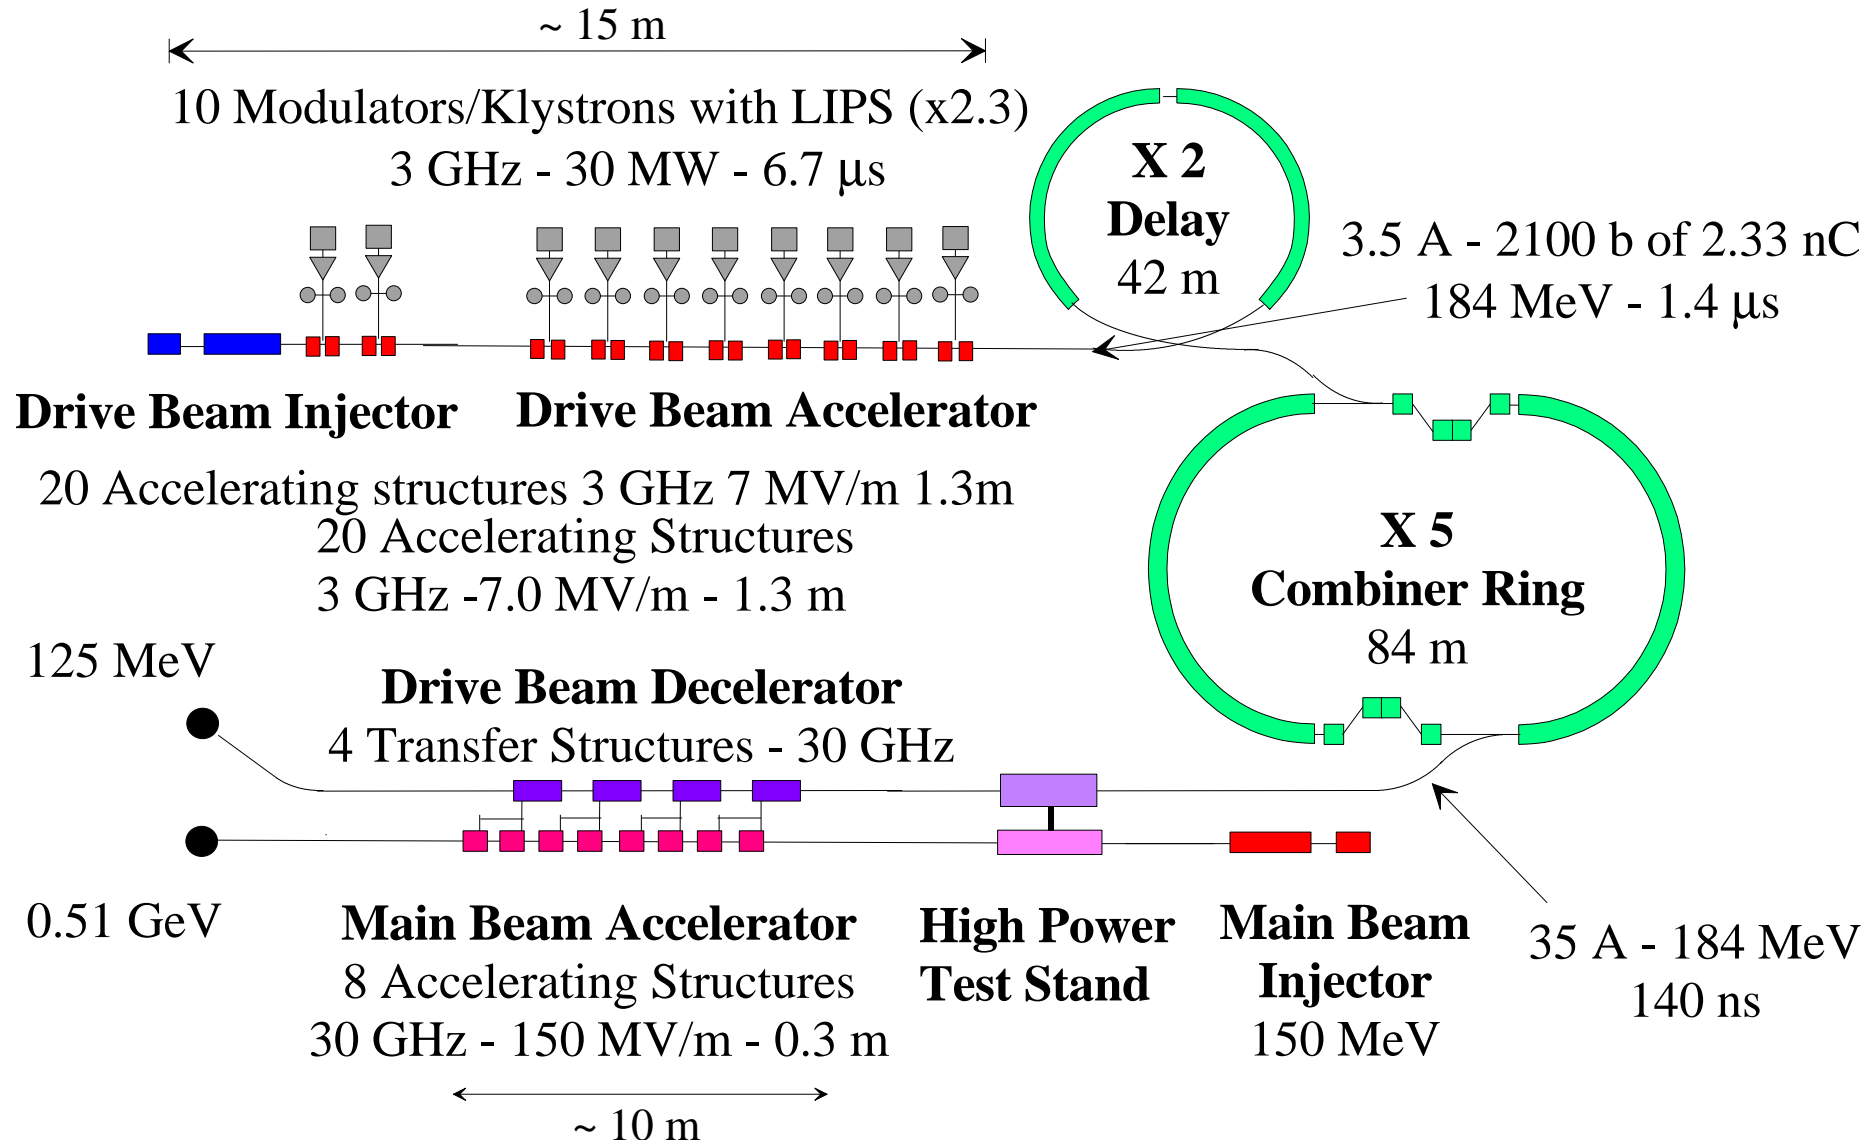 ~ 15 m
10 Modulators/Klystrons with LIPS (x2.3)
3 GHz - 30 MW - 6.7 μs
X 2
Delay
42 m
3.5 A - 2100 b of 2.33 nC
184 MeV - 1.4 μs
Drive Beam Injector
Drive Beam Accelerator
20 Accelerating structures 3 GHz 7 MV/m 1.3m
20 Accelerating Structures
3 GHz -7.0 MV/m - 1.3 m
X 5
Combiner Ring
84 m
125 MeV
Drive Beam Decelerator
4 Transfer Structures - 30 GHz
0.51 GeV
Main Beam Accelerator
8 Accelerating Structures
30 GHz - 150 MV/m - 0.3 m
~ 10 m
High Power
Test Stand
Main Beam
Injector
150 MeV
35 A - 184 MeV
140 ns